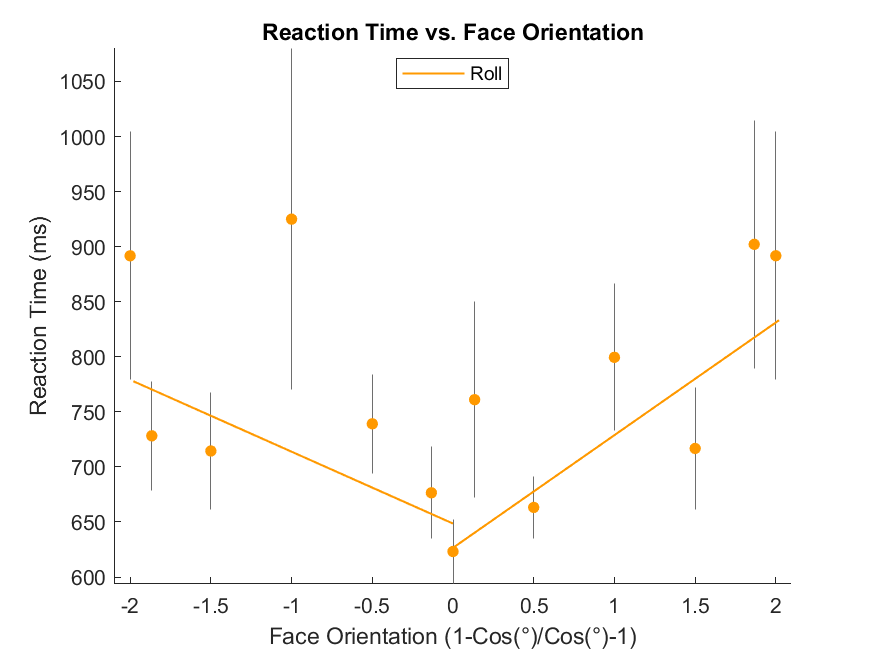 Reaction Time vs. Face Orientation
Roll
Reaction Time (ms)
1050
1000
950
900
850
800
750
700
650
600
-2 -1.5 -1 -0.5 0 0.5 1 1.5 2
Face Orientation (1-Cos(°)/Cos(°)-1)